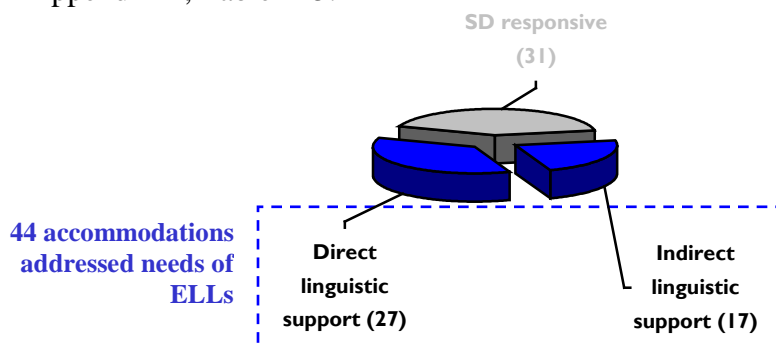 SD responsive
(31)
44 accommodations
addressed needs of
ELLs
Direct
linguistic
support (27)
Indirect
linguistic
support (17)